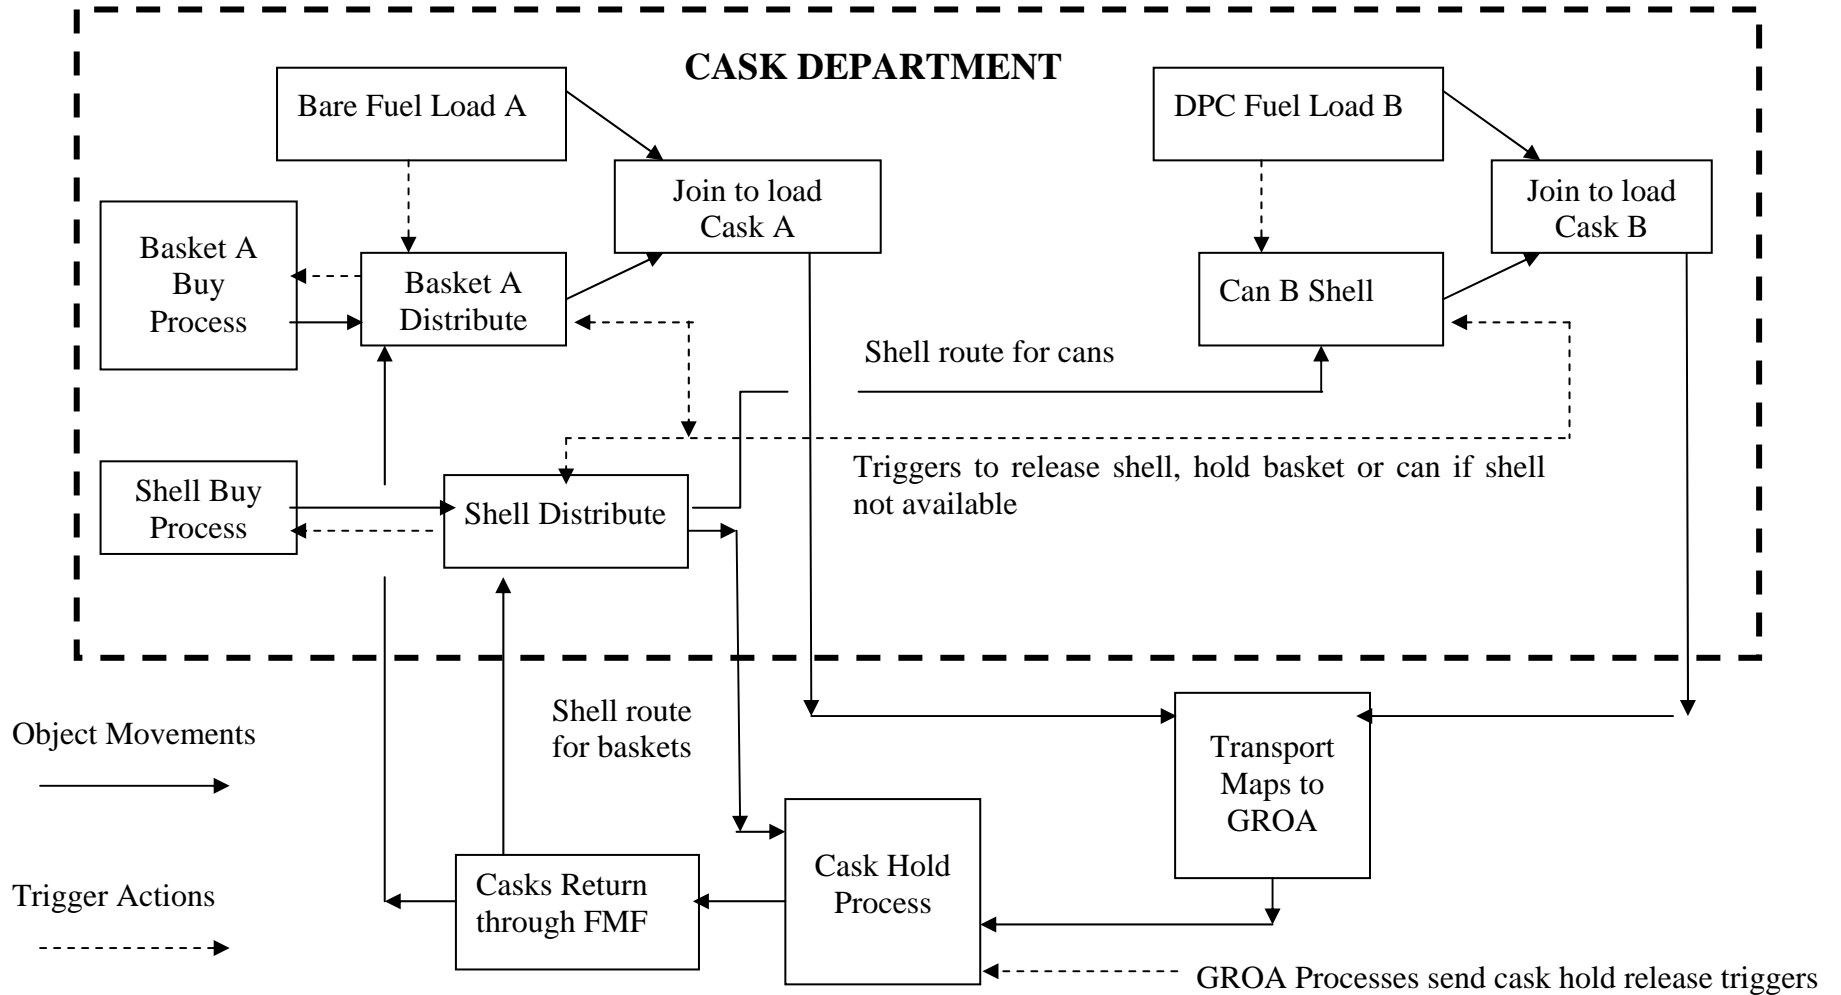 CASK DEPARTMENT
Bare Fuel Load A
DPC Fuel Load B
Join to load
Cask A
Join to load
Cask B
Basket A
Buy
Process
Basket A
Distribute
Can B Shell
Shell route for cans
Triggers to release shell, hold basket or can if shell
not available
Shell Buy
Process
Shell Distribute
Object Movements
Shell route
for baskets
Transport
Maps to
GROA
Trigger Actions
Casks Return
through FMF
Cask Hold
Process
GROA Processes send cask hold release triggers